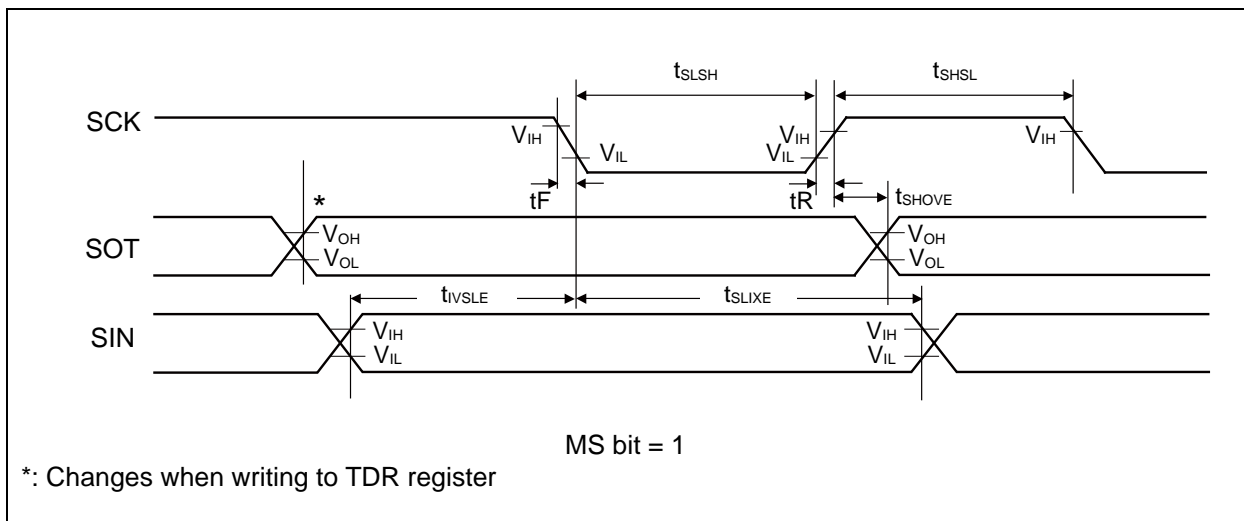 tSLSH
tSHSL
SCK
VIH
VIL
VIH
VIL
VIH
tF
tR
tSHOVE
*
SOT
VOH
VOL
VOH
VOL
tIVSLE
tSLIXE
SIN
VIH
VIL
VIH
VIL
MS bit = 1
*: Changes when writing to TDR register